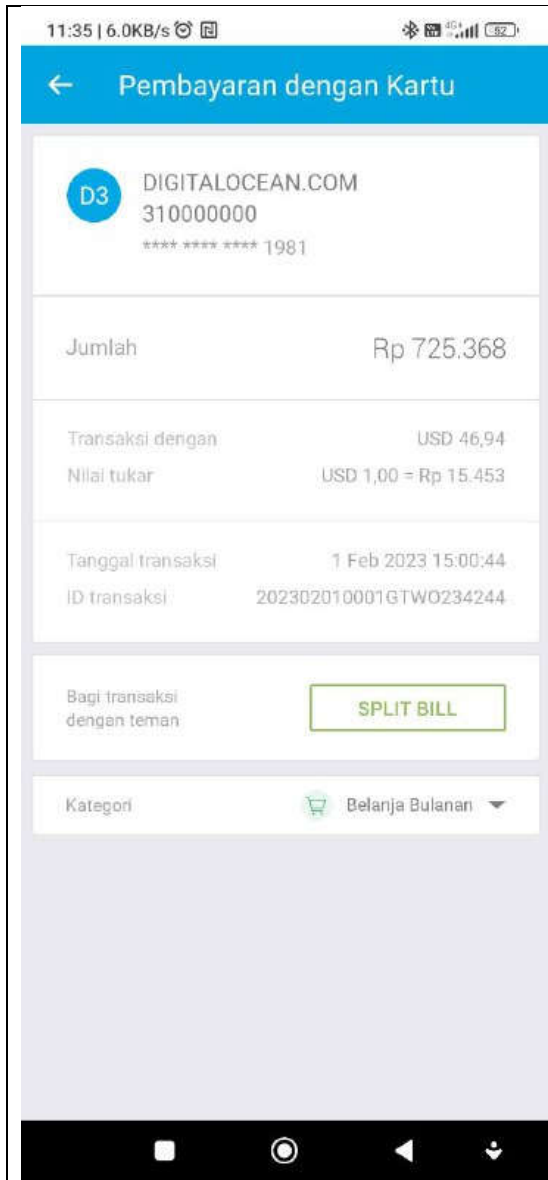 11:35 | 6.0KB/s
4G+
52
Pembayaran dengan Kartu
D3
DIGITALOCEAN.COM
310000000
**** **** **** 1981
Jumlah
Rp 725.368
Transaksi dengan
USD 46,94
Nilai tukar
USD 1,00 = Rp 15.453
Tanggal transaksi
1 Feb 2023 15:00:44
ID transaksi
202302010001GTWO234244
Bagi transaksi
dengan teman
SPLIT BILL
Kategori
Belanja Bulanan